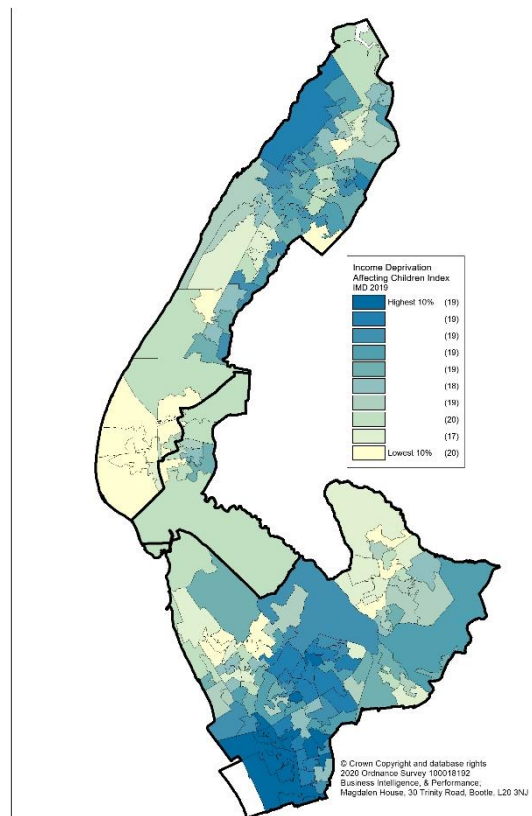 Income Deprivation
Affecting Children Index
IMD 2019
Highest 10% (19)
(19)
(19)
(19)
(19)
(18)
(19)
(20)
(17)
Lowest 10% (20)
© Crown Copyright and database rights
2020 Ordnance Survey 100018192
Business Intelligence, & Performance,
Magdalen House, 30 Trinity Road, Bootle, L20 3NJ